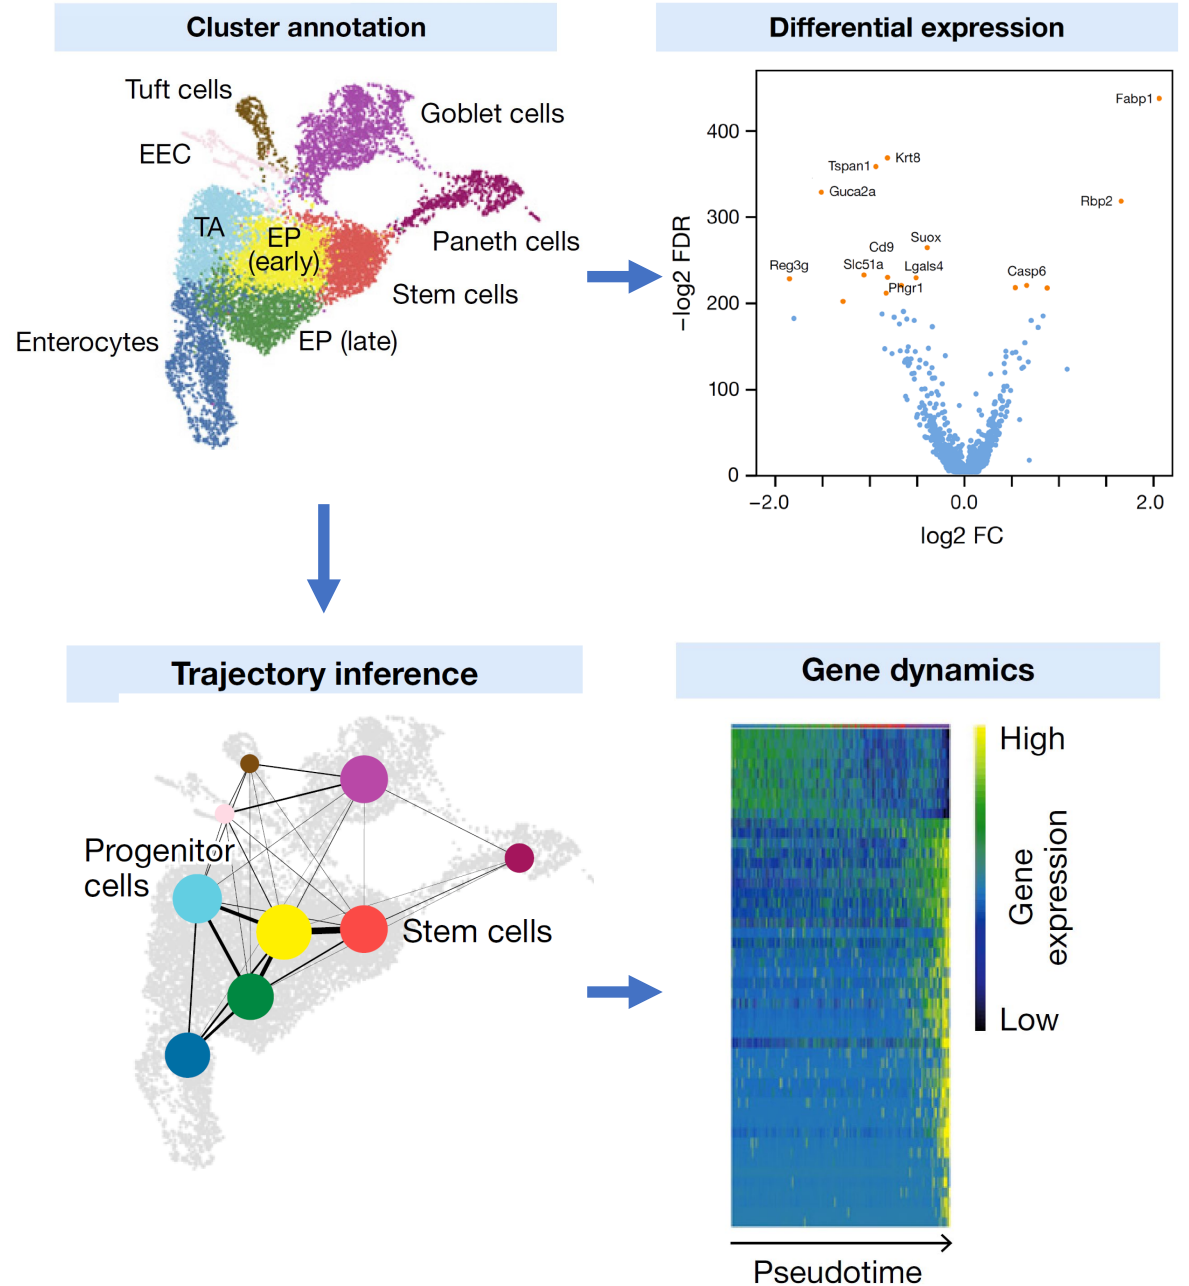 Cluster annotation
Tuft cells
Goblet cells
EEC
TA
EP
(early)
Paneth cells
Stem cells
Enterocytes
EP (late)
Differential expression
−log2 FDR
400
300
200
100
0
Fabp1
Krt8
Tspan1
Guca2a
Rbp2
Suox
Cd9
Slc51a
Lgals4
Reg3g
Casp6
Phgr1
−2.0
0.0
2.0
log2 FC
Trajectory inference
Progenitor
cells
Stem cells
Gene dynamics
High
Gene
expression
Low
Pseudotime